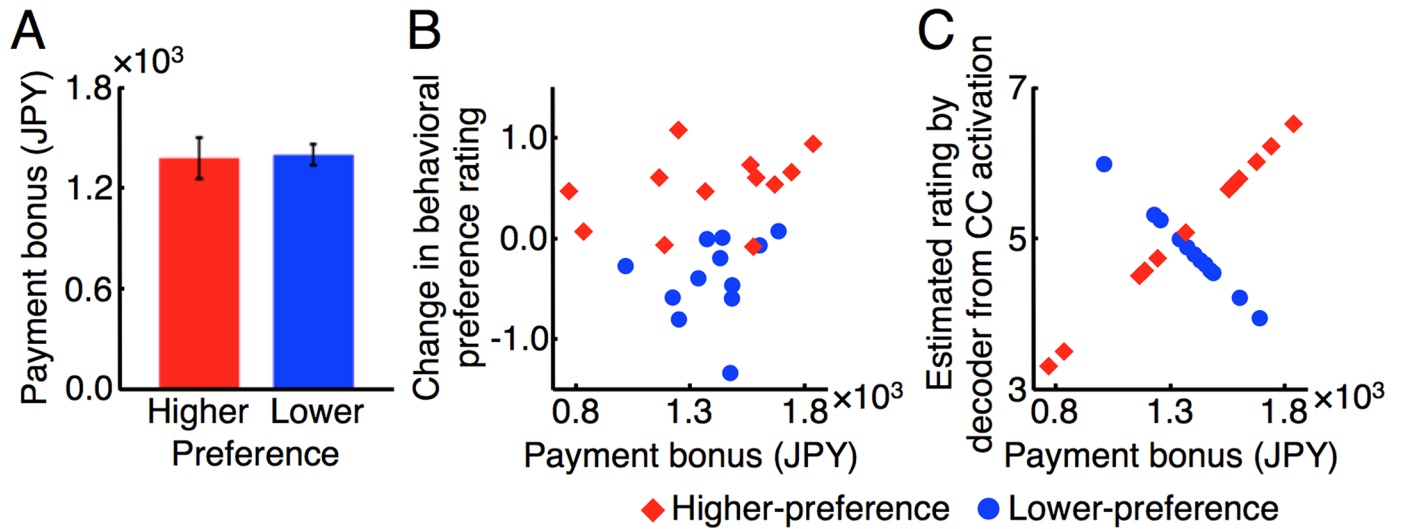 A
×10³
Payment bonus (JPY)
1.8
1.2
0.6
0.0
Higher Lower
Preference
B
Change in behavioral
preference rating
1.0
0.0
-1.0
0.8 1.3 1.8 ×10³
Payment bonus (JPY)
C
Estimated rating by
decoder from CC activation
7
5
3
0.8 1.3 1.8 ×10³
Payment bonus (JPY)
Higher-preference Lower-preference